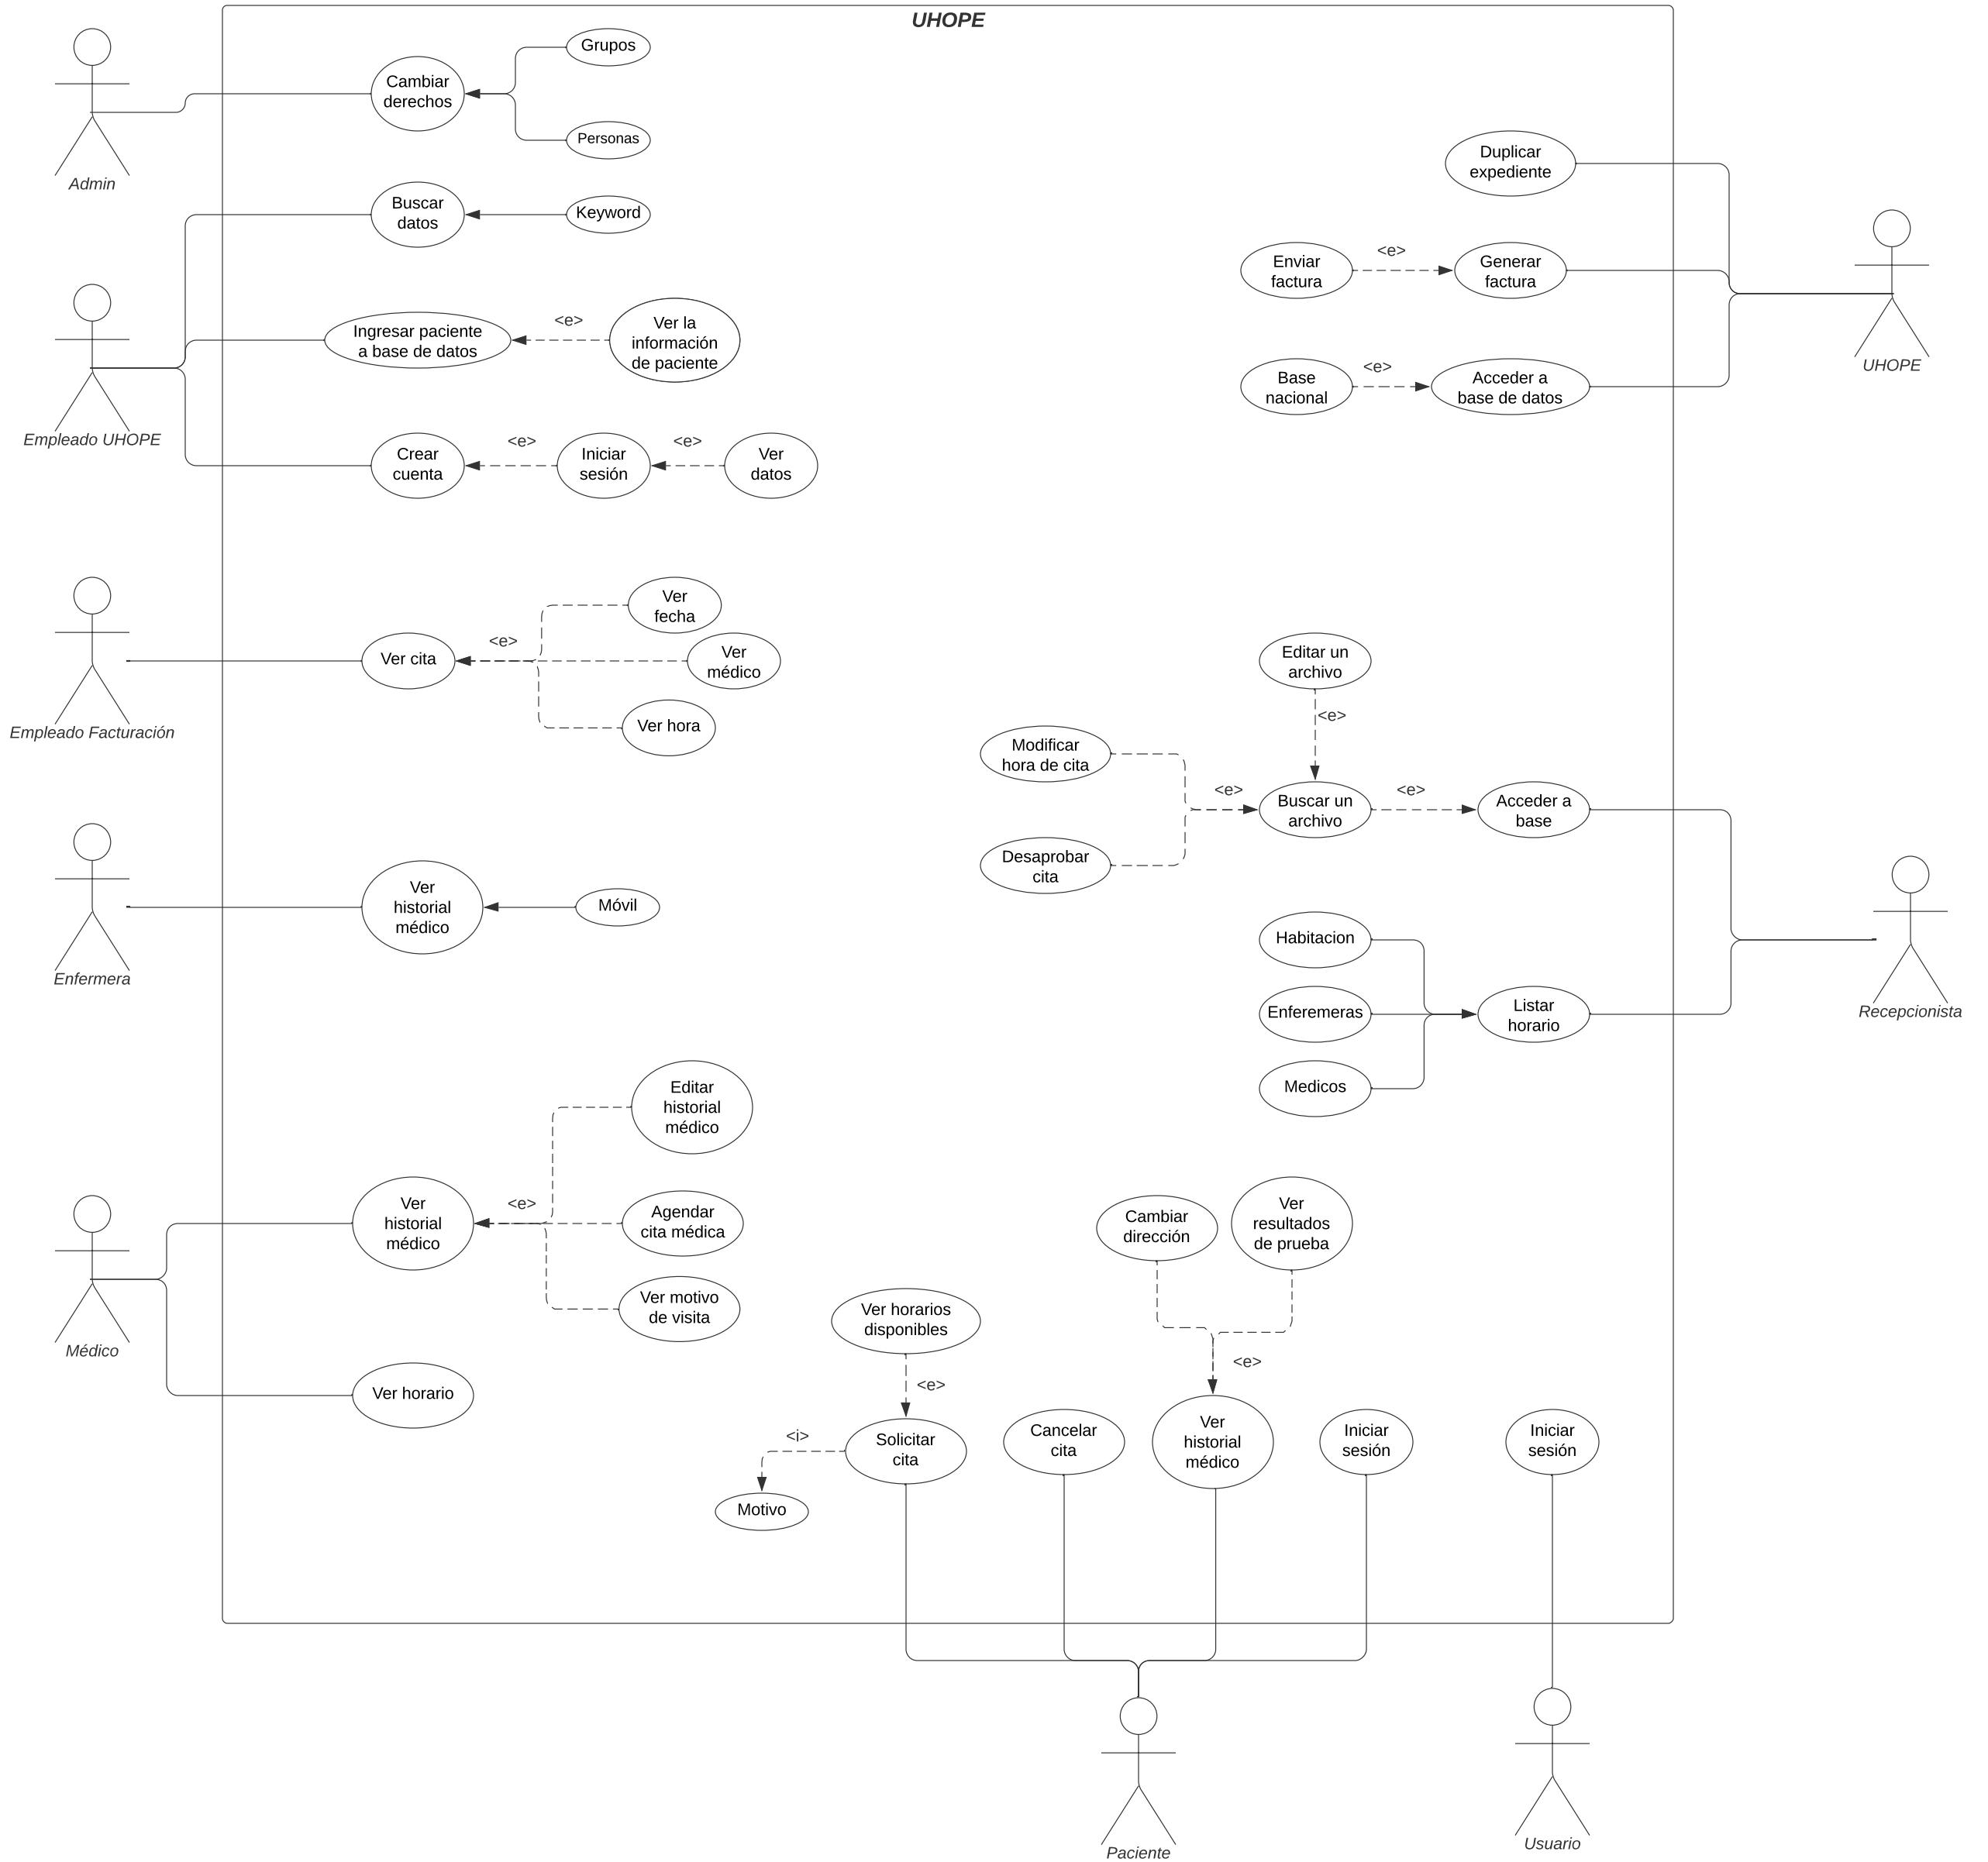 UHOPE
Grupos
Cambiar
derechos
Personas
Admin
Duplicar
expediente
Buscar
datos
Keyword
<e>
Enviar
factura
Generar
factura
UHOPE
<e>
Ingresar paciente
a base de datos
Ver la
información
de paciente
<e>
Base
nacional
Acceder a
base de datos
Empleado UHOPE
<e>
<e>
Crear
cuenta
Iniciar
sesión
Ver
datos
Ver
fecha
<e>
Ver cita
Ver
médico
Ver hora
Empleado Facturación
Editar un
archivo
<e>
Modificar
hora de cita
<e>
Buscar un
archivo
<e>
Acceder a
base
Desaprobar
cita
Ver
historial
médico
Móvil
Enfermera
Habitacion
Enferemeras
Medicos
Listar
horario
Recepcionista
Editar
historial
médico
<e>
Ver
historial
médico
Agendar
cita médica
Ver motivo
de visita
Médico
Ver horario
Cambiar
dirección
Ver
resultados
de prueba
Ver horarios
disponibles
<e>
<e>
<i>
Solicitar
cita
Motivo
Cancelar
cita
Ver
historial
médico
Iniciar
sesión
Iniciar
sesión
Paciente
Usuario